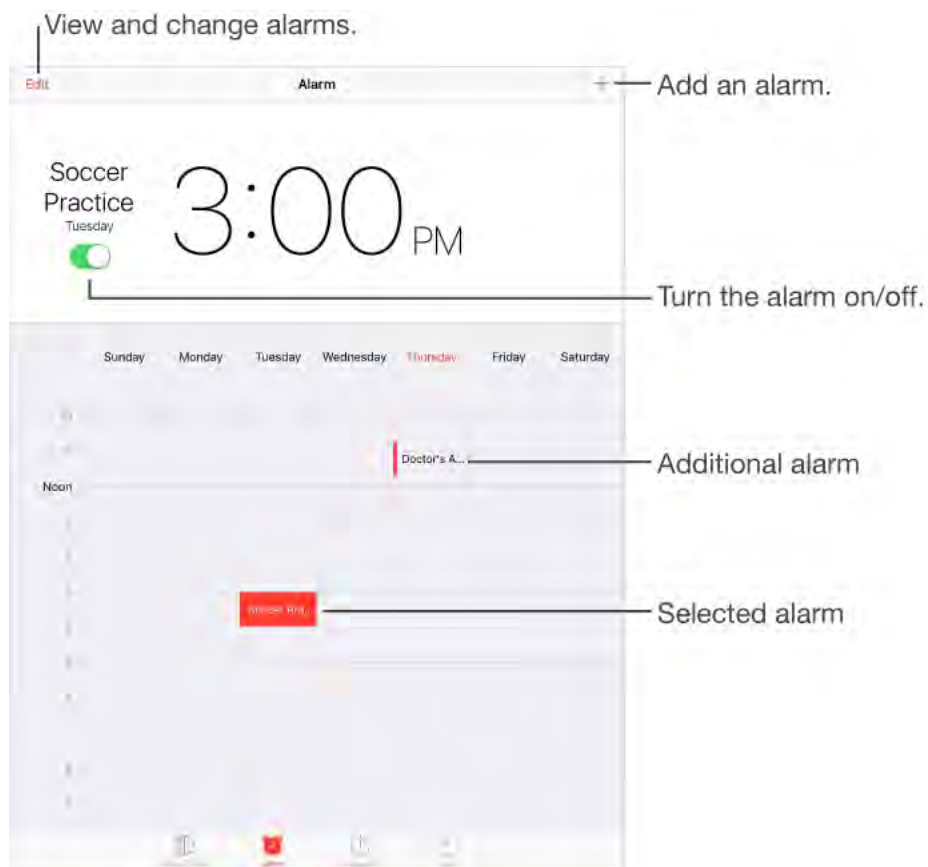 View and change alarms.
Edit Alarm + Add an alarm.
Soccer
Practice
Tuesday
3:00 PM
Turn the alarm on/off.
Sunday Monday Tuesday Wednesday Thursday Friday Saturday
Doctor's A... Additional alarm
Noon
Selected alarm